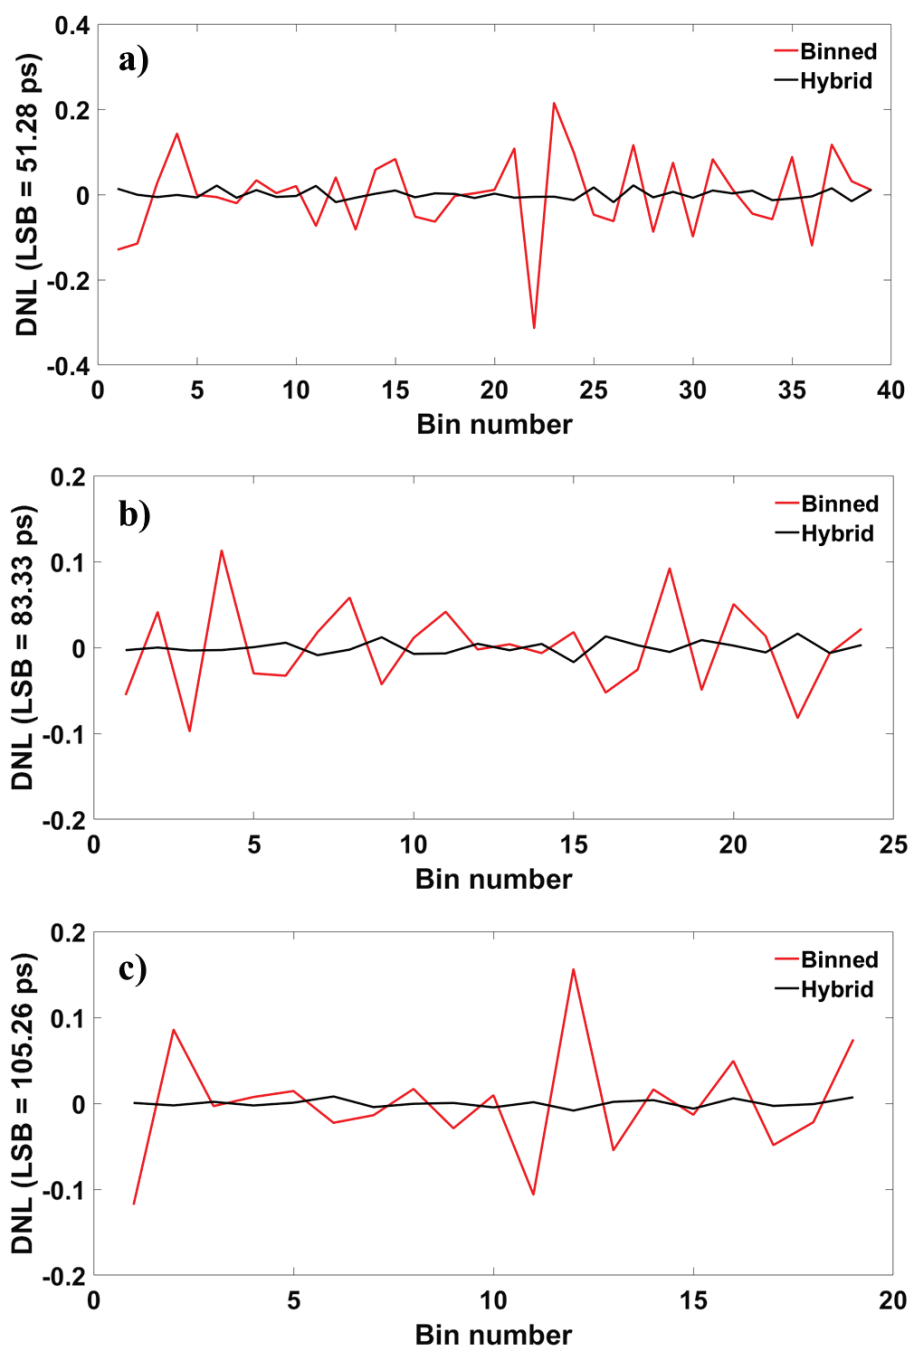 a)
Binned
Hybrid
DNL (LSB = 51.28 ps)
0.4
0.2
0
-0.2
-0.4
0 5 10 15 20 25 30 35 40
Bin number
b)
Binned
Hybrid
DNL (LSB = 83.33 ps)
0.2
0.1
0
-0.1
-0.2
0 5 10 15 20 25
Bin number
c)
Binned
Hybrid
DNL (LSB = 105.26 ps)
0.2
0.1
0
-0.1
-0.2
0 5 10 15 20
Bin number